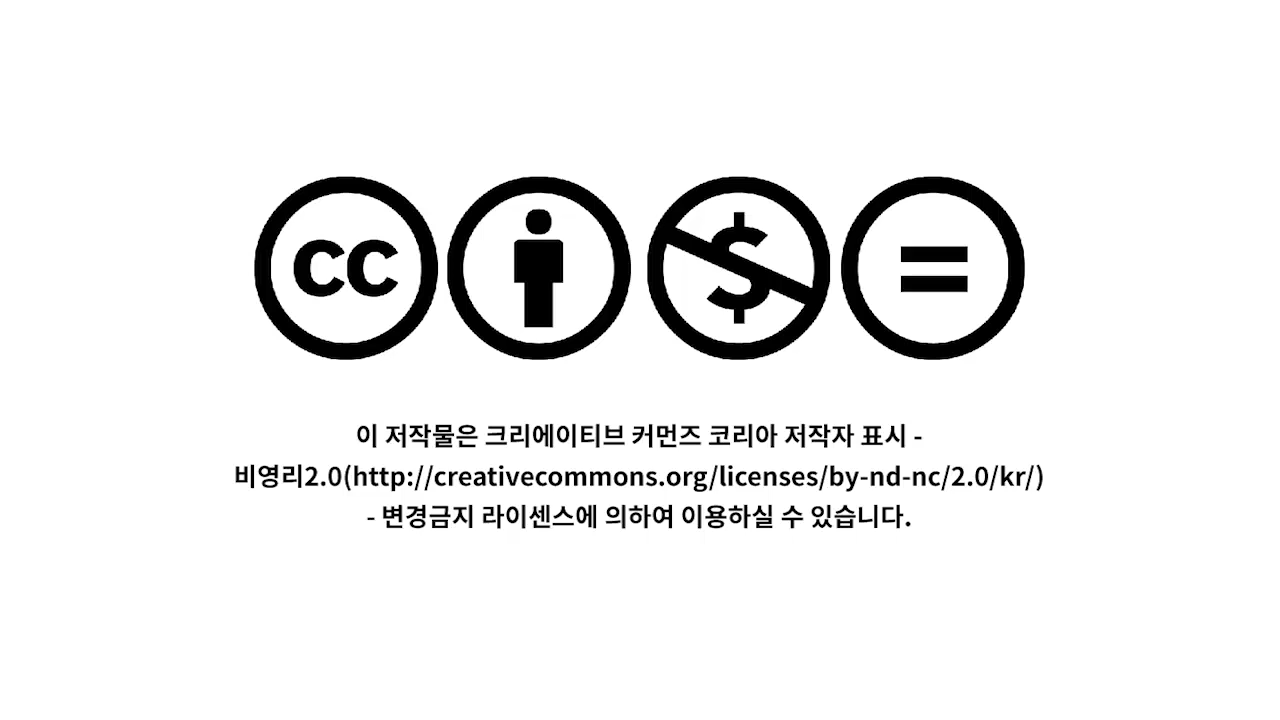 cc
$
=
이 저작물은 크리에이티브 커먼즈 코리아 저작자 표시 -
비영리2.0(http://creativecommons.org/licenses/by-nd-nc/2.0/kr/)
- 변경금지 라이센스에 의하여 이용하실 수 있습니다.